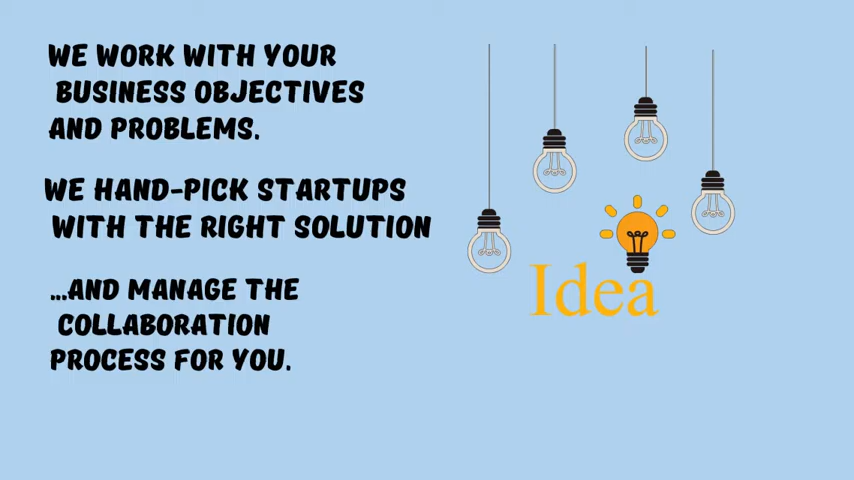 WE WORK WITH YOUR
BUSINESS OBJECTIVES
AND PROBLEMS.
WE HAND-PICK STARTUPS
WITH THE RIGHT SOLUTION
...AND MANAGE THE
COLLABORATION
PROCESS FOR YOU.
Idea